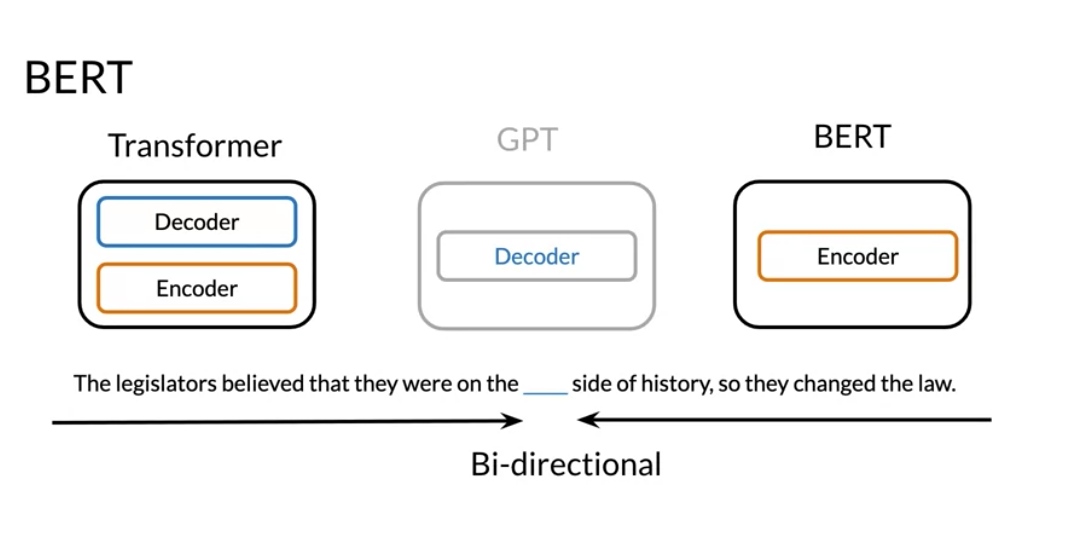 BERT
Transformer
GPT
BERT
Decoder
Encoder
Decoder
Encoder
The legislators believed that they were on the ____ side of history, so they changed the law.
Bi-directional